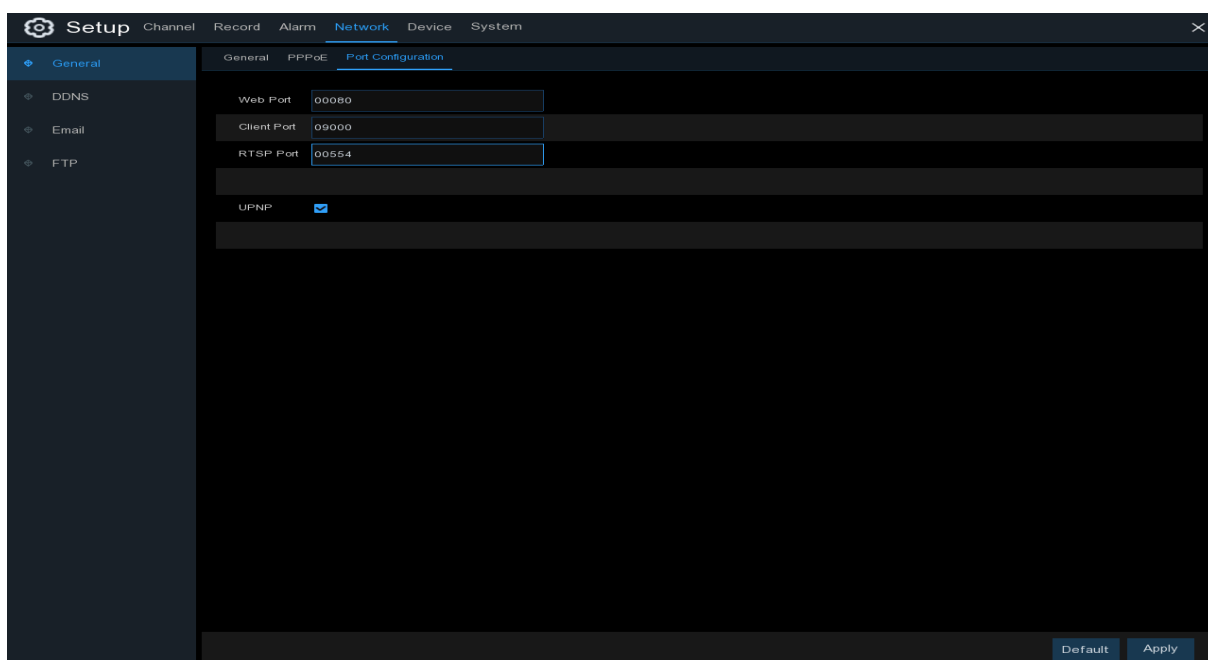 Setup Channel Record Alarm Network Device System
General
DDNS
Email
FTP
General PPPoE Port Configuration
Web Port 00080
Client Port 09000
RTSP Port 00554
UPNP
Default Apply